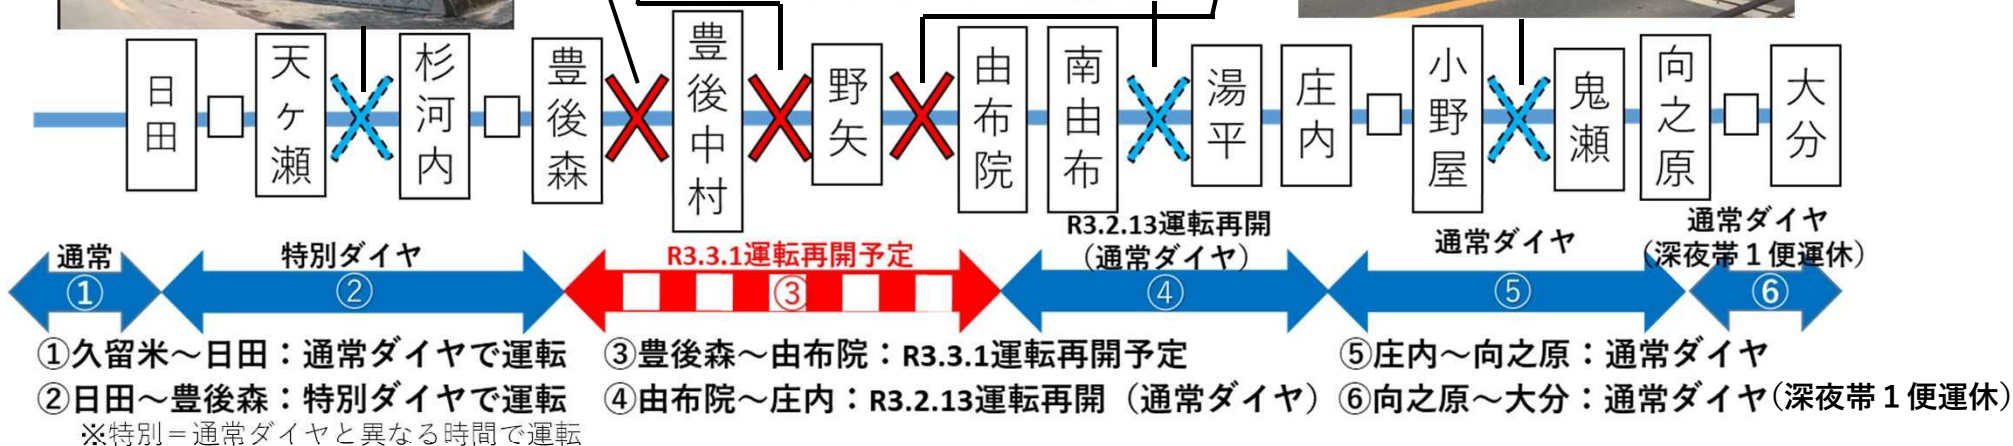 日田
天ヶ瀬
杉河内
豊後森
豊後中村
野矢
由布院
南由布
湯平
庄内
小野屋
鬼瀬
向之原
大分
通常
①
特別ダイヤ
②
R3.3.1運転再開予定
③
R3.2.13運転再開
（通常ダイヤ）
④
通常ダイヤ
⑤
通常ダイヤ
（深夜帯１便運休）
⑥
①久留米～日田：通常ダイヤで運転
②日田～豊後森：特別ダイヤで運転
※特別＝通常ダイヤと異なる時間で運転
③豊後森～由布院：R3.3.1運転再開予定
④由布院～庄内：R3.2.13運転再開（通常ダイヤ）
⑤庄内～向之原：通常ダイヤ
⑥向之原～大分：通常ダイヤ(深夜帯１便運休)